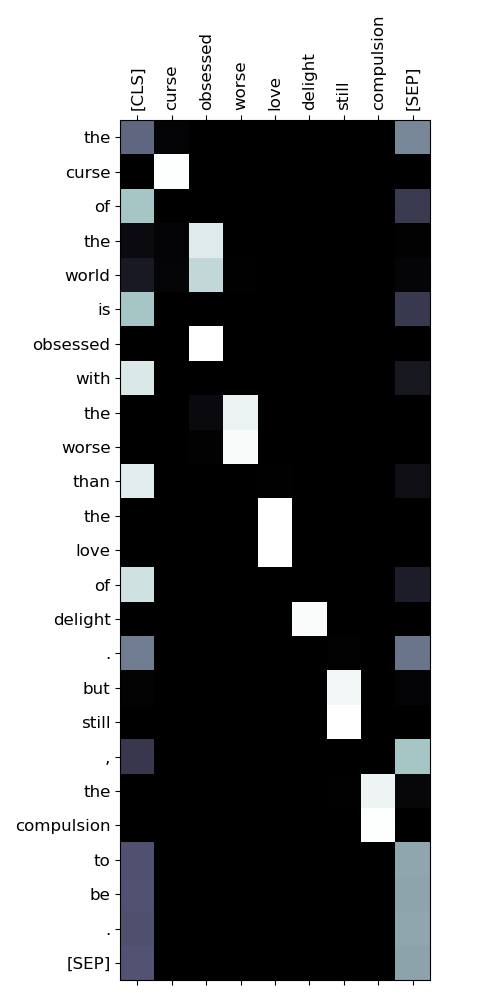 [CLS]
curse
obsessed
worse
love
delight
still
compulsion
[SEP]
the
curse
of
the
world
is
obsessed
with
the
worse
than
the
love
of
delight
.
but
still
,
the
compulsion
to
be
.
[SEP]